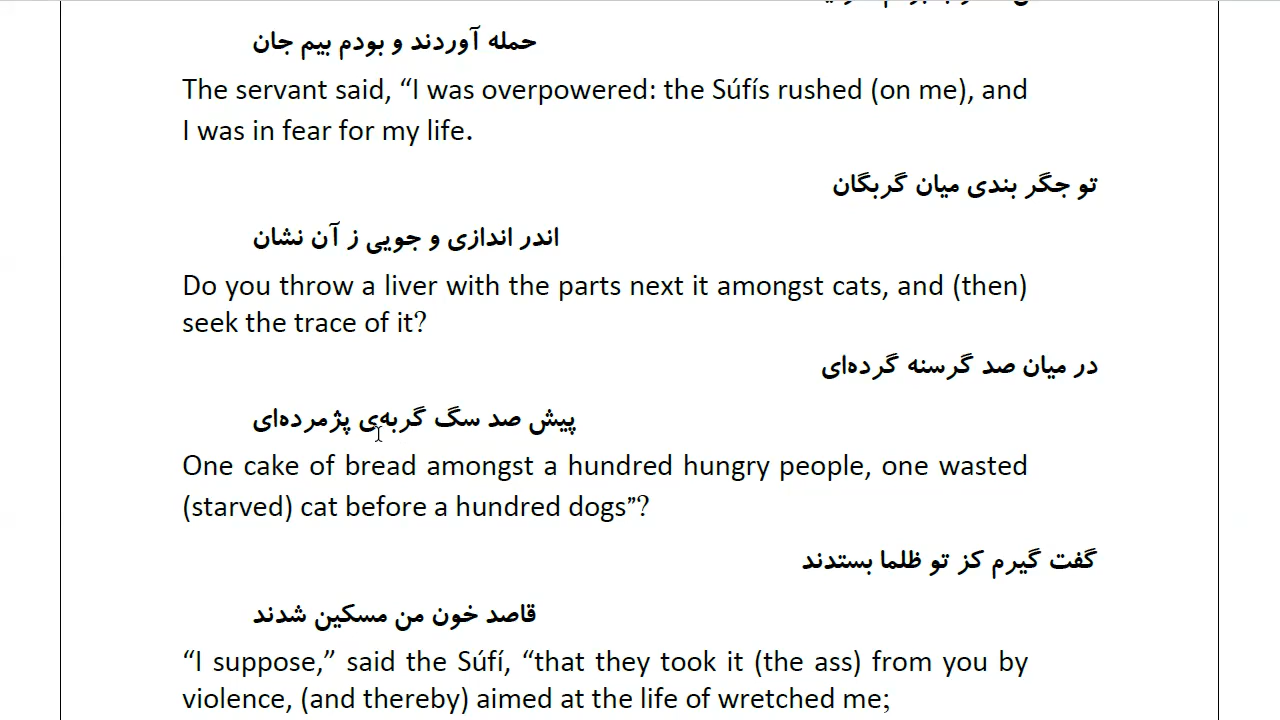 حمله آوردند و بودم بیم جان
The servant said, “I was overpowered: the Súfís rushed (on me), and
I was in fear for my life.
تو جگر بندی میان گربگان
اندر اندازی و جویی ز آن نشان
Do you throw a liver with the parts next it amongst cats, and (then)
seek the trace of it?
در میان صد گرسنه گرده‌ای
پیش صد سگ گربه‌ی پژمرده‌ای
One cake of bread amongst a hundred hungry people, one wasted
(starved) cat before a hundred dogs”?
گفت گیرم کز تو ظلما بستدند
قاصد خون من مسکین شدند
“I suppose,” said the Súfí, “that they took it (the ass) from you by
violence, (and thereby) aimed at the life of wretched me;